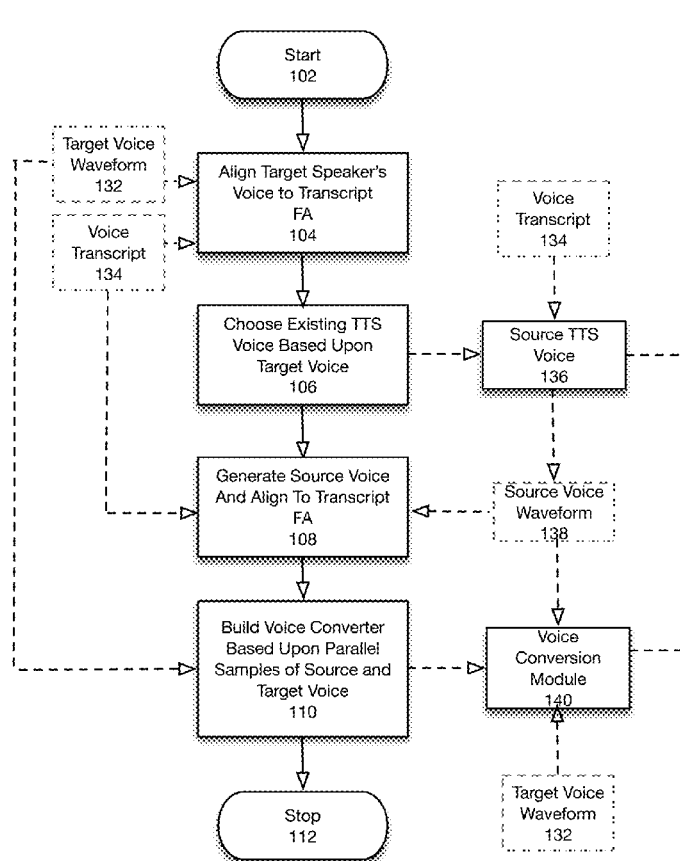 Start
102
Target Voice
Waveform
132
Align Target Speaker's
Voice to Transcript
FA
104
Voice
Transcript
134
Voice
Transcript
134
Choose Existing TTS
Voice Based Upon
Target Voice
106
Source TTS
Voice
136
Generate Source Voice
And Align To Transcript
FA
108
Source Voice
Waveform
138
Build Voice Converter
Based Upon Parallel
Samples of Source and
Target Voice
110
Voice
Conversion
Module
140
Stop
112
Target Voice
Waveform
132